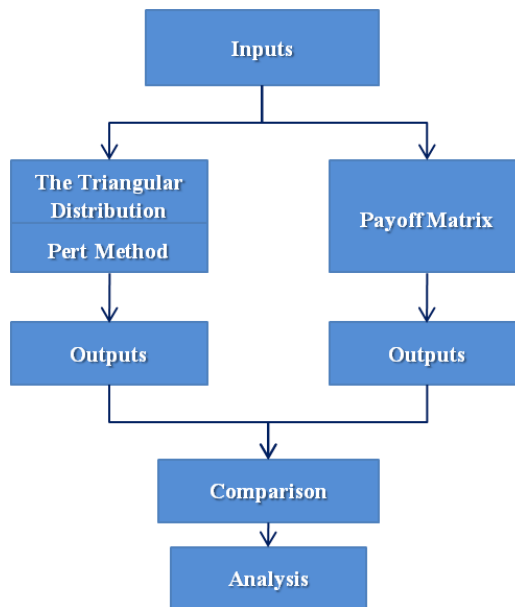 Inputs
The Triangular
Distribution
Pert Method
Payoff Matrix
Outputs
Outputs
Comparison
Analysis